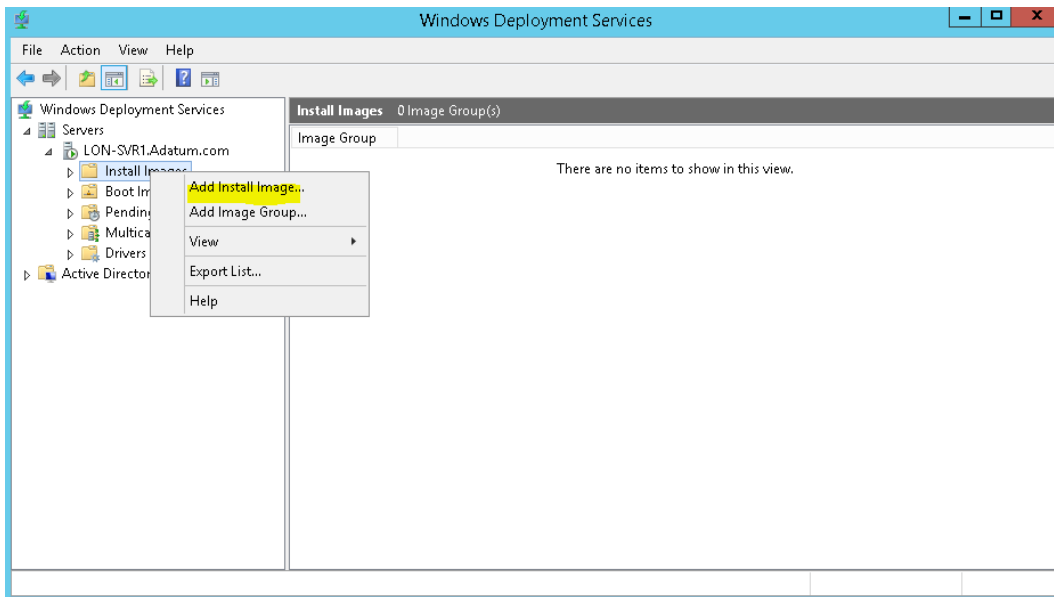 Windows Deployment Services
File Action View Help
Windows Deployment Services
Servers
LON-SVR1.Adatum.com
Install Images
Boot Im
Pending
Multica
Drivers
Active Director
Install Images 0 Image Group(s)
Image Group
There are no items to show in this view.
Add Install Image...
Add Image Group...
View
Export List...
Help